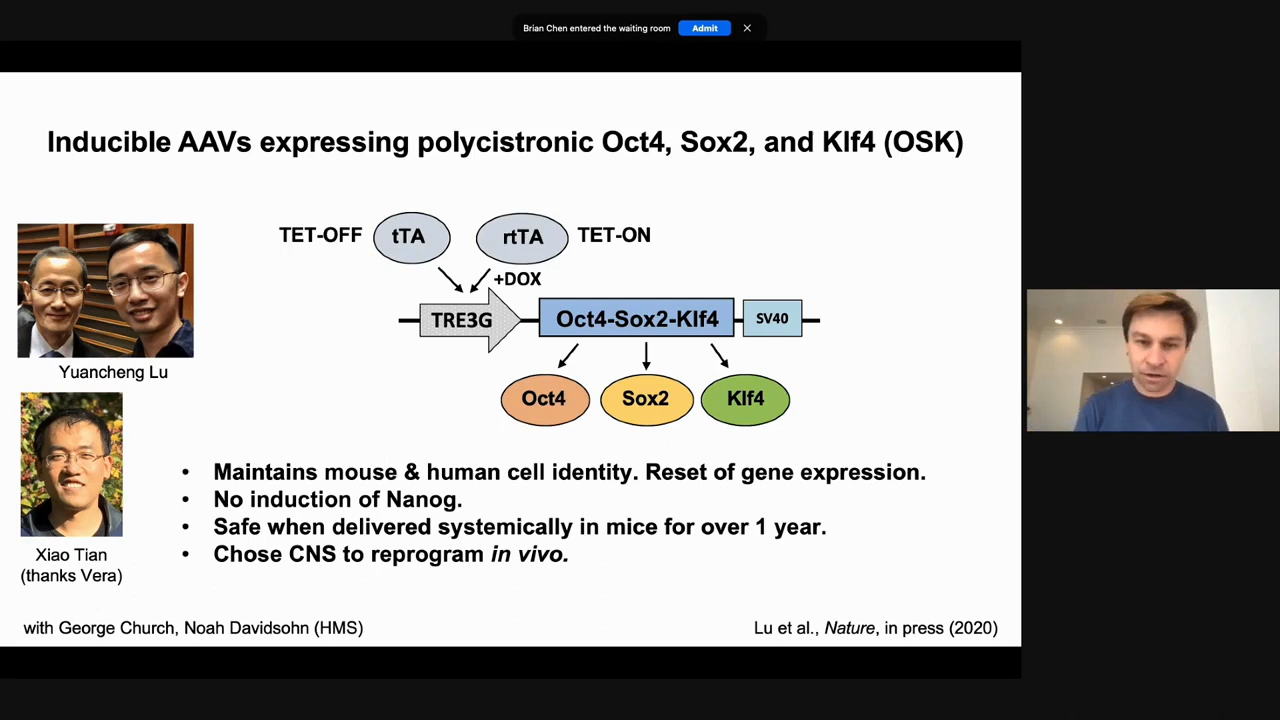 Brian Chen entered the waiting room
Admit
Inducible AAVs expressing polycistronic Oct4, Sox2, and Klf4 (OSK)
TET-OFF
tTA
rtTA
TET-ON
+DOX
TRE3G
Oct4-Sox2-Klf4
SV40
Oct4
Sox2
Klf4
Yuancheng Lu
Xiao Tian
(thanks Vera)
• Maintains mouse & human cell identity. Reset of gene expression.
• No induction of Nanog.
• Safe when delivered systemically in mice for over 1 year.
• Chose CNS to reprogram in vivo.
with George Church, Noah Davidsohn (HMS)
Lu et al., Nature, in press (2020)